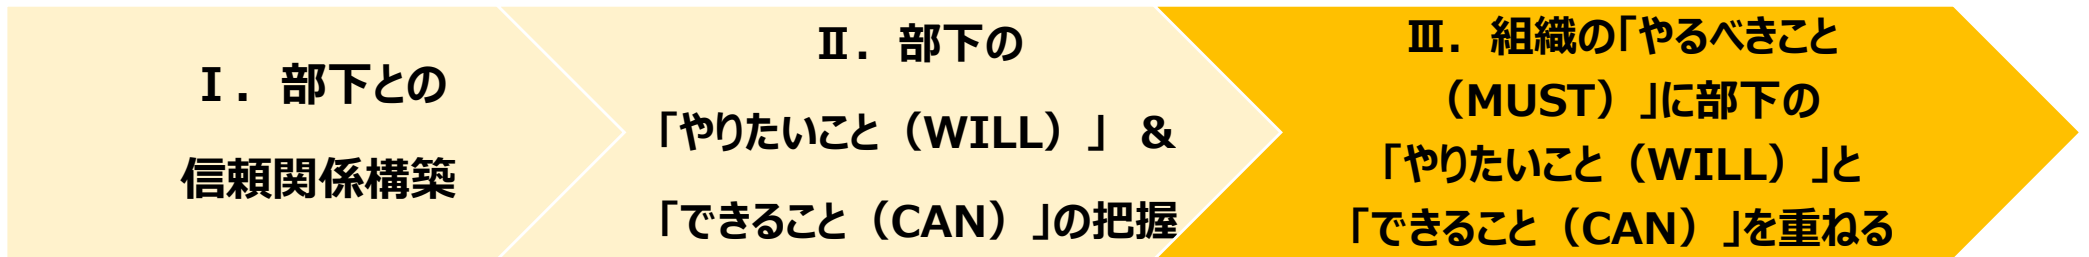 Ⅰ．部下との
信頼関係構築
Ⅱ．部下の
「やりたいこと（WILL）」 ＆
「できること（CAN）」の把握
Ⅲ．組織の「やるべきこと
（MUST）」に部下の
「やりたいこと（WILL）」と
「できること（CAN）」を重ねる